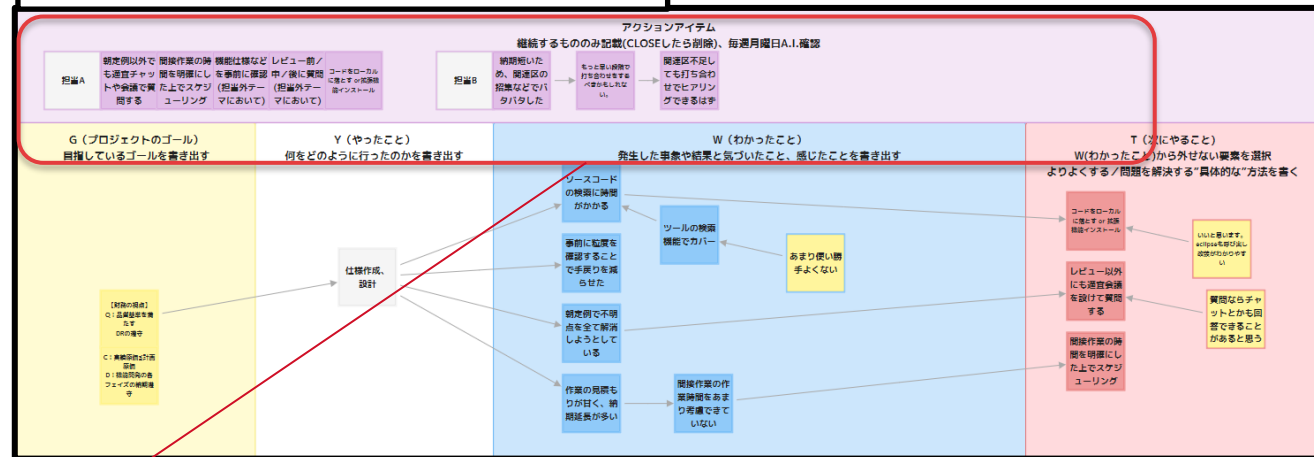 アクションアイテム
継続するもののみ記載(CLOSEしたら削除)、毎週月曜日A.I.確認
担当A
朝定例以外で
も適宜チャッ
トや会議で質
問する
間接作業の時
間を明確にし
た上でスケジ
ューリング
機能仕様など
を事前に確認
(担当外テー
マにおいて)
レビュー前／
中／後に質問
(担当外テー
マにおいて)
コードをローカル
に落とす or 拡張機
能インストール
担当B
納期短いた
め、関連区の
招集などでバ
タバタした
もっと早い段階で
打ち合わせをする
べきかもしれな
い。
関連区不足し
ても打ち合わ
せでヒアリン
グできるはず
G（プロジェクトのゴール）
目指しているゴールを書き出す
Y（やったこと）
何をどのように行ったのかを書き出す
W（わかったこと）
発生した事象や結果と気づいたこと、感じたことを書き出す
T（次にやること）
W(わかったこと)から外せない要素を選択
よりよくする／問題を解決する"具体的な"方法を書く
【財務の視点】
Q：品質基準を満
たす
DRの遵守
C：実績原価≦計画
原価
D：機能開発の各
フェイズの納期遵
守
仕様作成、
設計
ソースコード
の検索に時間
がかかる
ツールの検索
機能でカバー
あまり使い勝
手よくない
事前に粒度を
確認すること
で手戻りを減
らせた
朝定例で不明
点を全て解消
しようとして
いる
作業の見積も
りが甘く、納
期延長が多い
間接作業の作
業時間をあま
り考慮できて
いない
コードをローカル
に落とす or 拡張
機能インストール
いいと思います。
eclipseも呼び出し
階層がわかりやす
い
レビュー以外
にも適宜会議
を設けて質問
する
質問ならチャ
ットとかも回
答できること
があると思う
間接作業の時
間を明確にし
た上でスケジ
ューリング